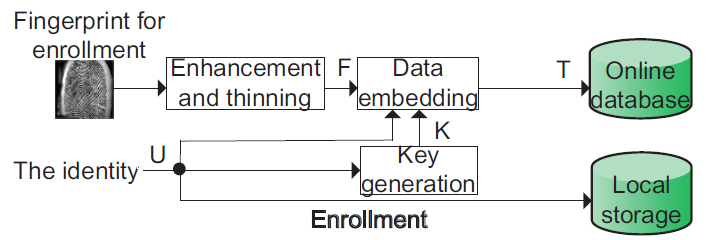 Fingerprint for
enrollment
Enhancement
and thinning
F
Data
embedding
T
Online
database
K
The identity
U
Key
generation
Local
storage
Enrollment